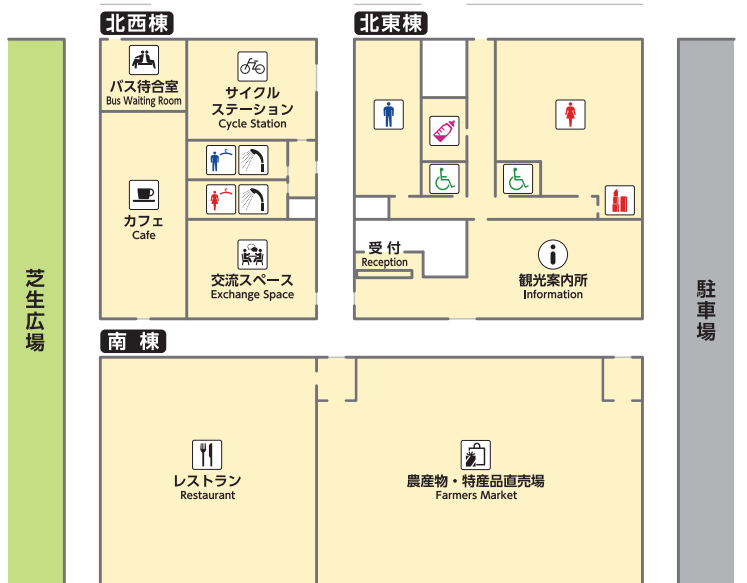 北西棟
北東棟
バス待合室
Bus Waiting Room
サイクル
ステーション
Cycle Station
カフェ
Cafe
交流スペース
Exchange Space
受付
Reception
観光案内所
Information
芝生広場
駐車場
南棟
レストラン
Restaurant
農産物・特産品直売場
Farmers Market